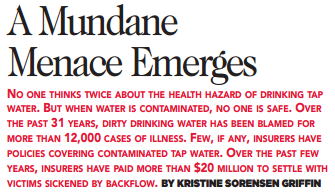 A Mundane
Menace Emerges
NO ONE THINKS TWICE ABOUT THE HEALTH HAZARD OF DRINKING TAP
WATER. BUT WHEN WATER IS CONTAMINATED, NO ONE IS SAFE. OVER
THE PAST 31 YEARS, DIRTY DRINKING WATER HAS BEEN BLAMED FOR
MORE THAN 12,000 CASES OF ILLNESS. FEW, IF ANY, INSURERS HAVE
POLICIES COVERING CONTAMINATED TAP WATER. OVER THE PAST FEW
YEARS, INSURERS HAVE PAID MORE THAN $20 MILLION TO SETTLE WITH
VICTIMS SICKENED BY BACKFLOW. BY KRISTINE SORENSEN GRIFFIN